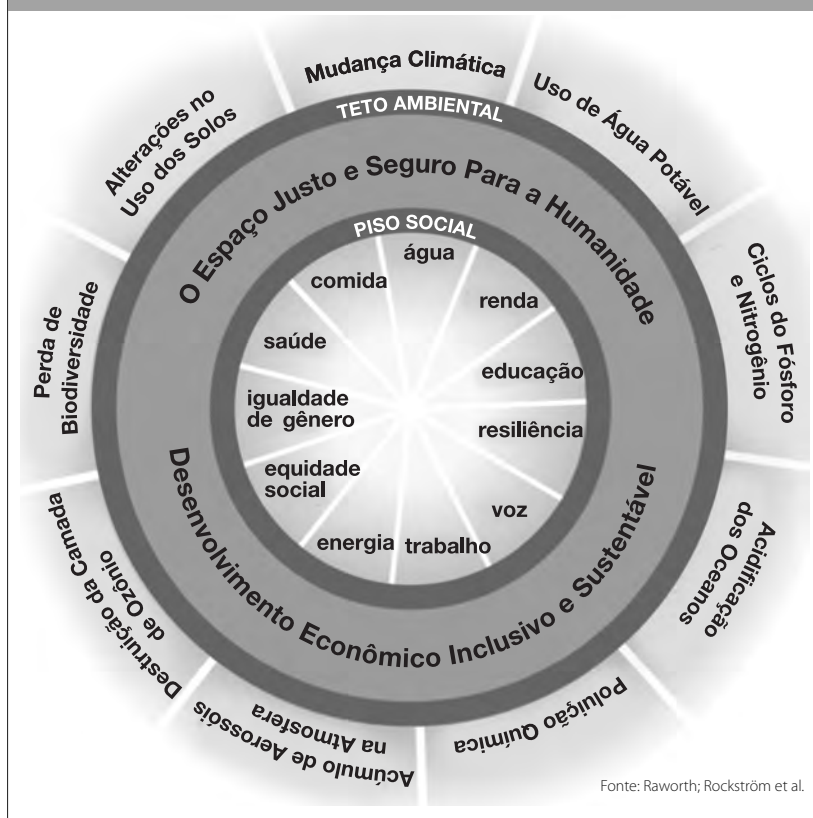 Mudança Climática
Uso de Água Potável
Ciclos do Fósforo
e Nitrogênio
Acidificação
dos Oceanos
Poluição Química
Acúmulo de Aerossóis
na Atmosfera
Destruição da Camada
de Ozônio
Perda de
Biodiversidade
Alterações no
Uso dos Solos
TETO AMBIENTAL
O Espaço Justo e Seguro Para a Humanidade
PISO SOCIAL
água
renda
educação
resiliência
voz
trabalho
energia
equidade
social
igualdade
de gênero
saúde
comida
Desenvolvimento Econômico Inclusivo e Sustentável
Fonte: Raworth; Rockström et al.